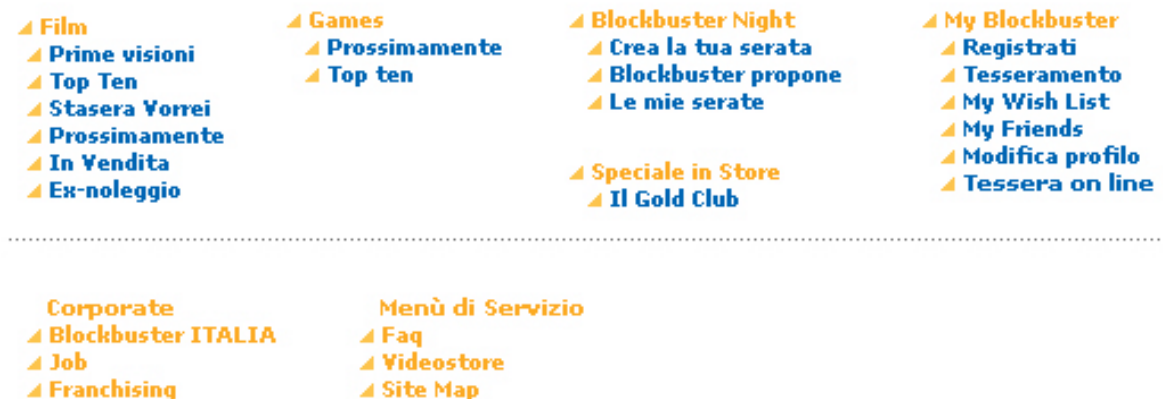 Film
Prime visioni
Top Ten
Stasera Vorrei
Prossimamente
In Vendita
Ex-noleggio
Games
Prossimamente
Top ten
Blockbuster Night
Crea la tua serata
Blockbuster propone
Le mie serate
Speciale in Store
Il Gold Club
My Blockbuster
Registrati
Tesseramento
My Wish List
My Friends
Modifica profilo
Tessera on line
Corporate
Blockbuster ITALIA
Job
Franchising
Menù di Servizio
Faq
Videostore
Site Map